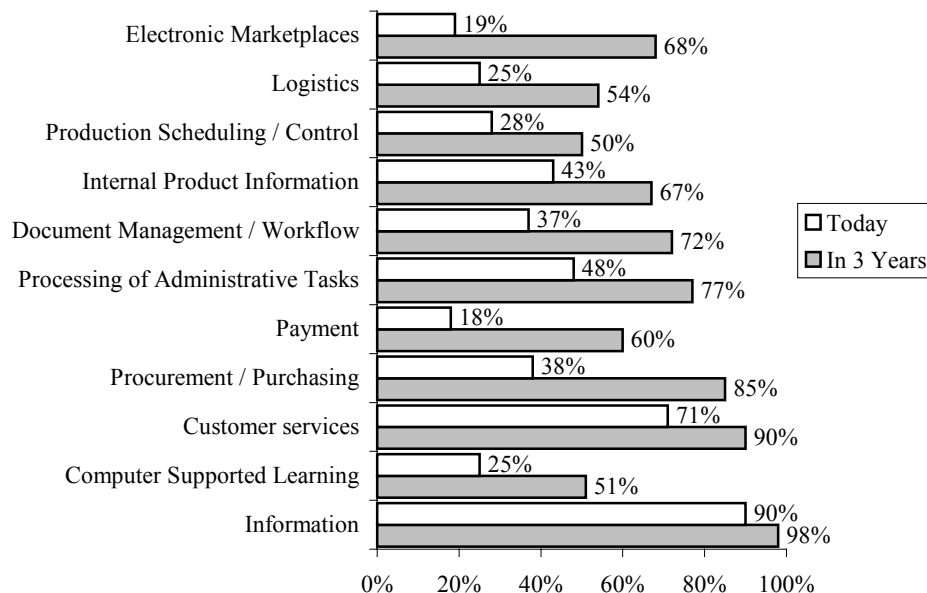 Electronic Marketplaces 19% 68%
Logistics 25% 54%
Production Scheduling / Control 28% 50%
Internal Product Information 43% 67%
Document Management / Workflow 37% 72%
Processing of Administrative Tasks 48% 77%
Payment 18% 60%
Procurement / Purchasing 38% 85%
Customer services 71% 90%
Computer Supported Learning 25% 51%
Information 90% 98%
0% 20% 40% 60% 80% 100%
Today
In 3 Years